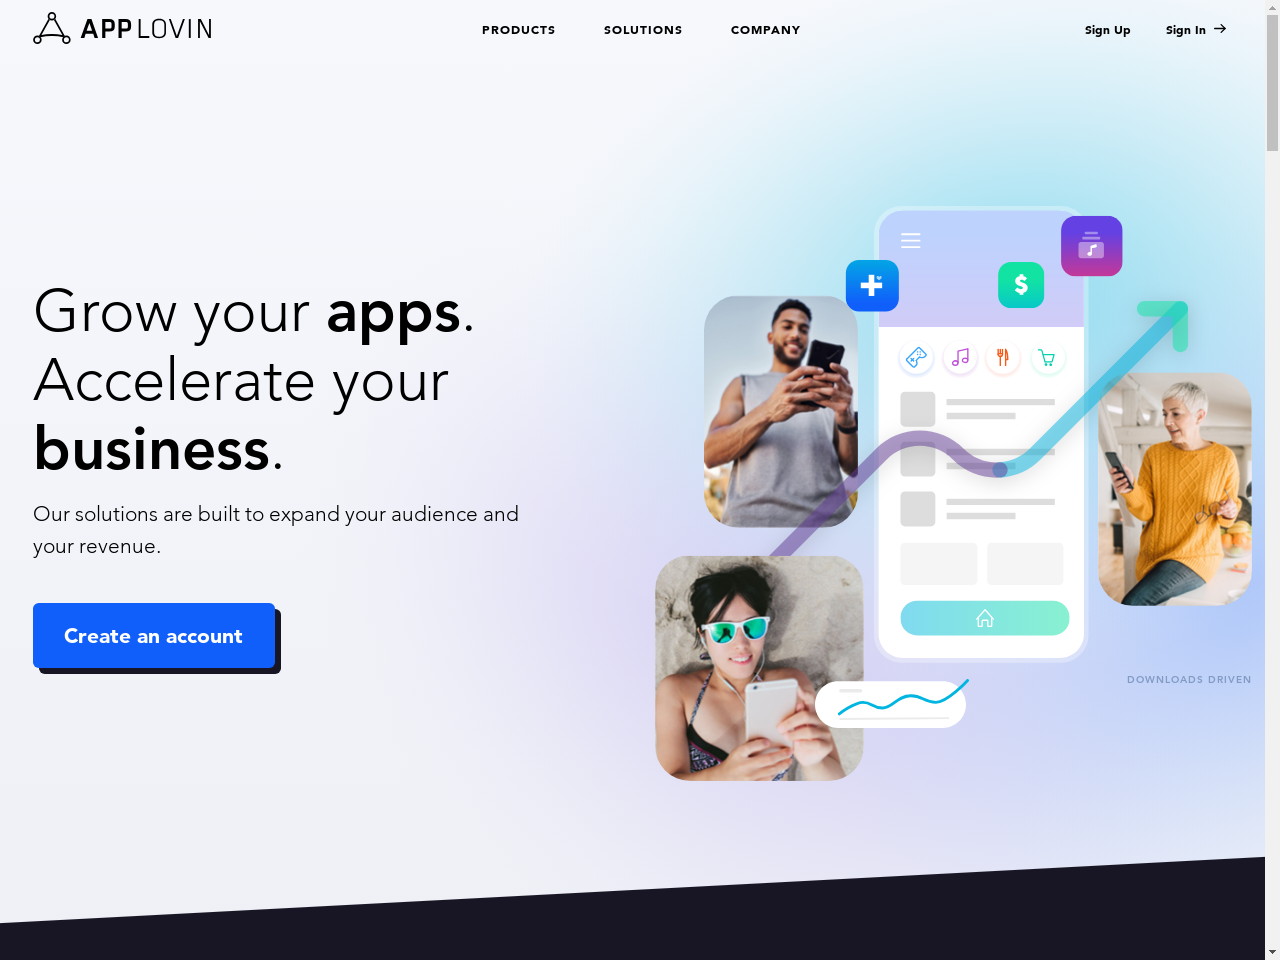 APPLOVIN
PRODUCTS
SOLUTIONS
COMPANY
Sign Up
Sign In
Grow your apps.
Accelerate your
business.
Our solutions are built to expand your audience and
your revenue.
Create an account
$
DOWNLOADS DRIVEN